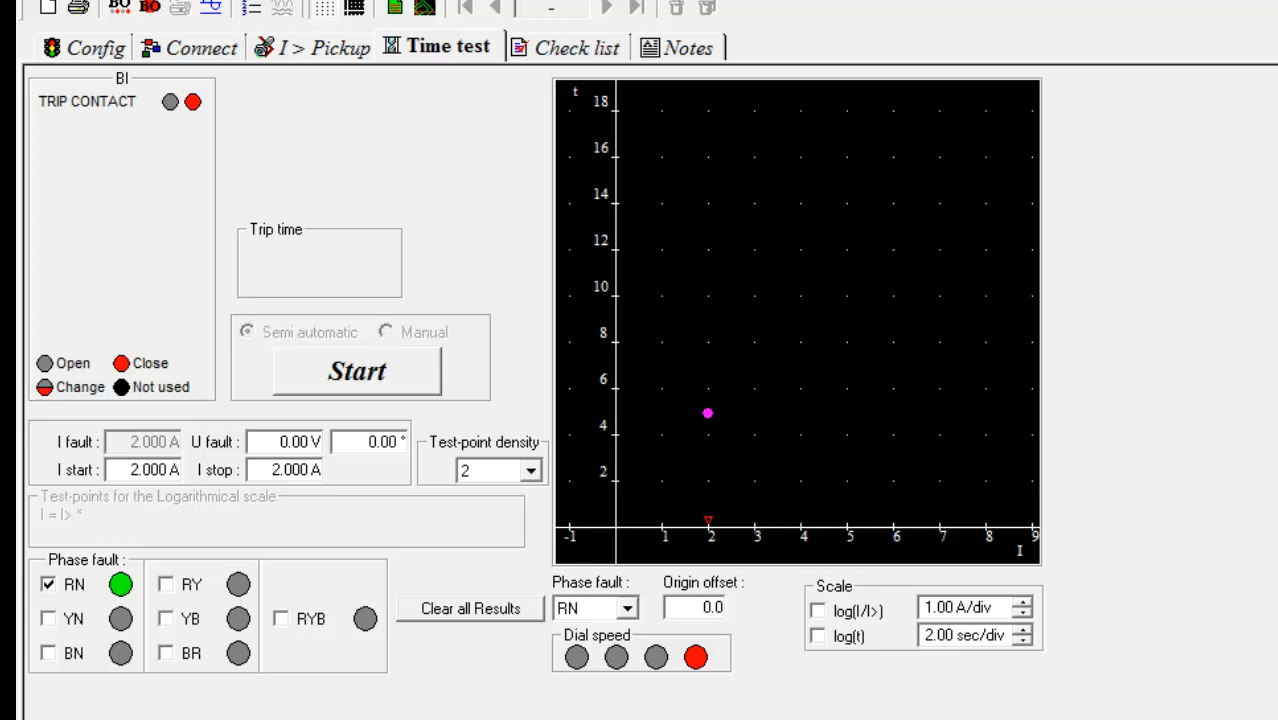 BO BO -
Config Connect I > Pickup Time test Check list Notes
BI
TRIP CONTACT
Trip time
Semi automatic Manual
Start
Open Close
Change Not used
I fault : 2.000 A U fault : 0.00 V 0.00 °
I start : 2.000 A I stop : 2.000 A
Test-point density
2
Test-points for the Logarithmical scale
I = I> *
Phase fault :
RN RY
YN YB RYB
BN BR
Clear all Results
t
18
16
14
12
10
8
6
4
2
-1 1 2 3 4 5 6 7 8 9
I
Phase fault : Origin offset :
RN 0.0
Dial speed
Scale
log(I/I>) 1.00 A/div
log(t) 2.00 sec/div